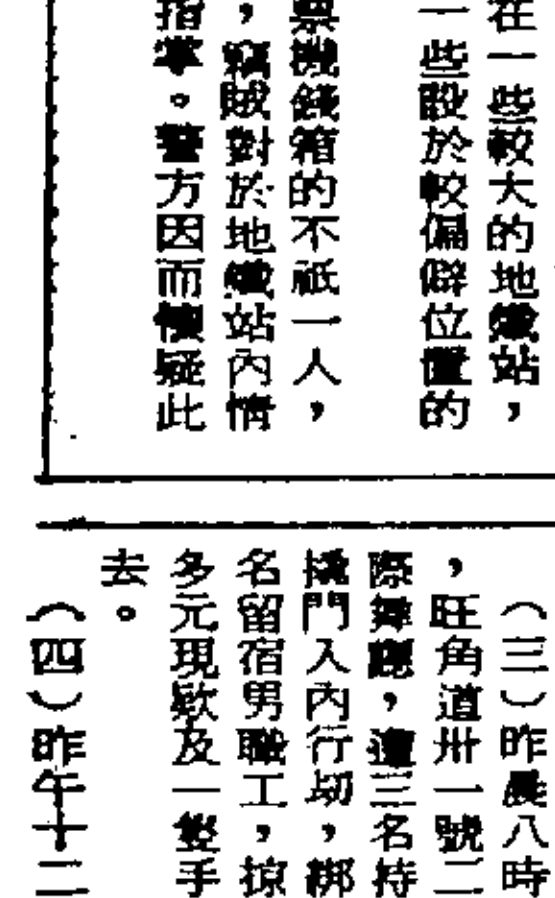 在一些較大的地鐵站，
一些設於較偏僻位置的
票機錢箱的不祇一人，
，竊賊對於地鐵站內情
指掌。警方因而懷疑此
（三）昨晨八時
，旺角道卅一號二
際舞廳，遭三名持
撬門入內行刧，綁
名留宿男職工，掠
多元現欵及一隻手
去。
（四）昨午十二